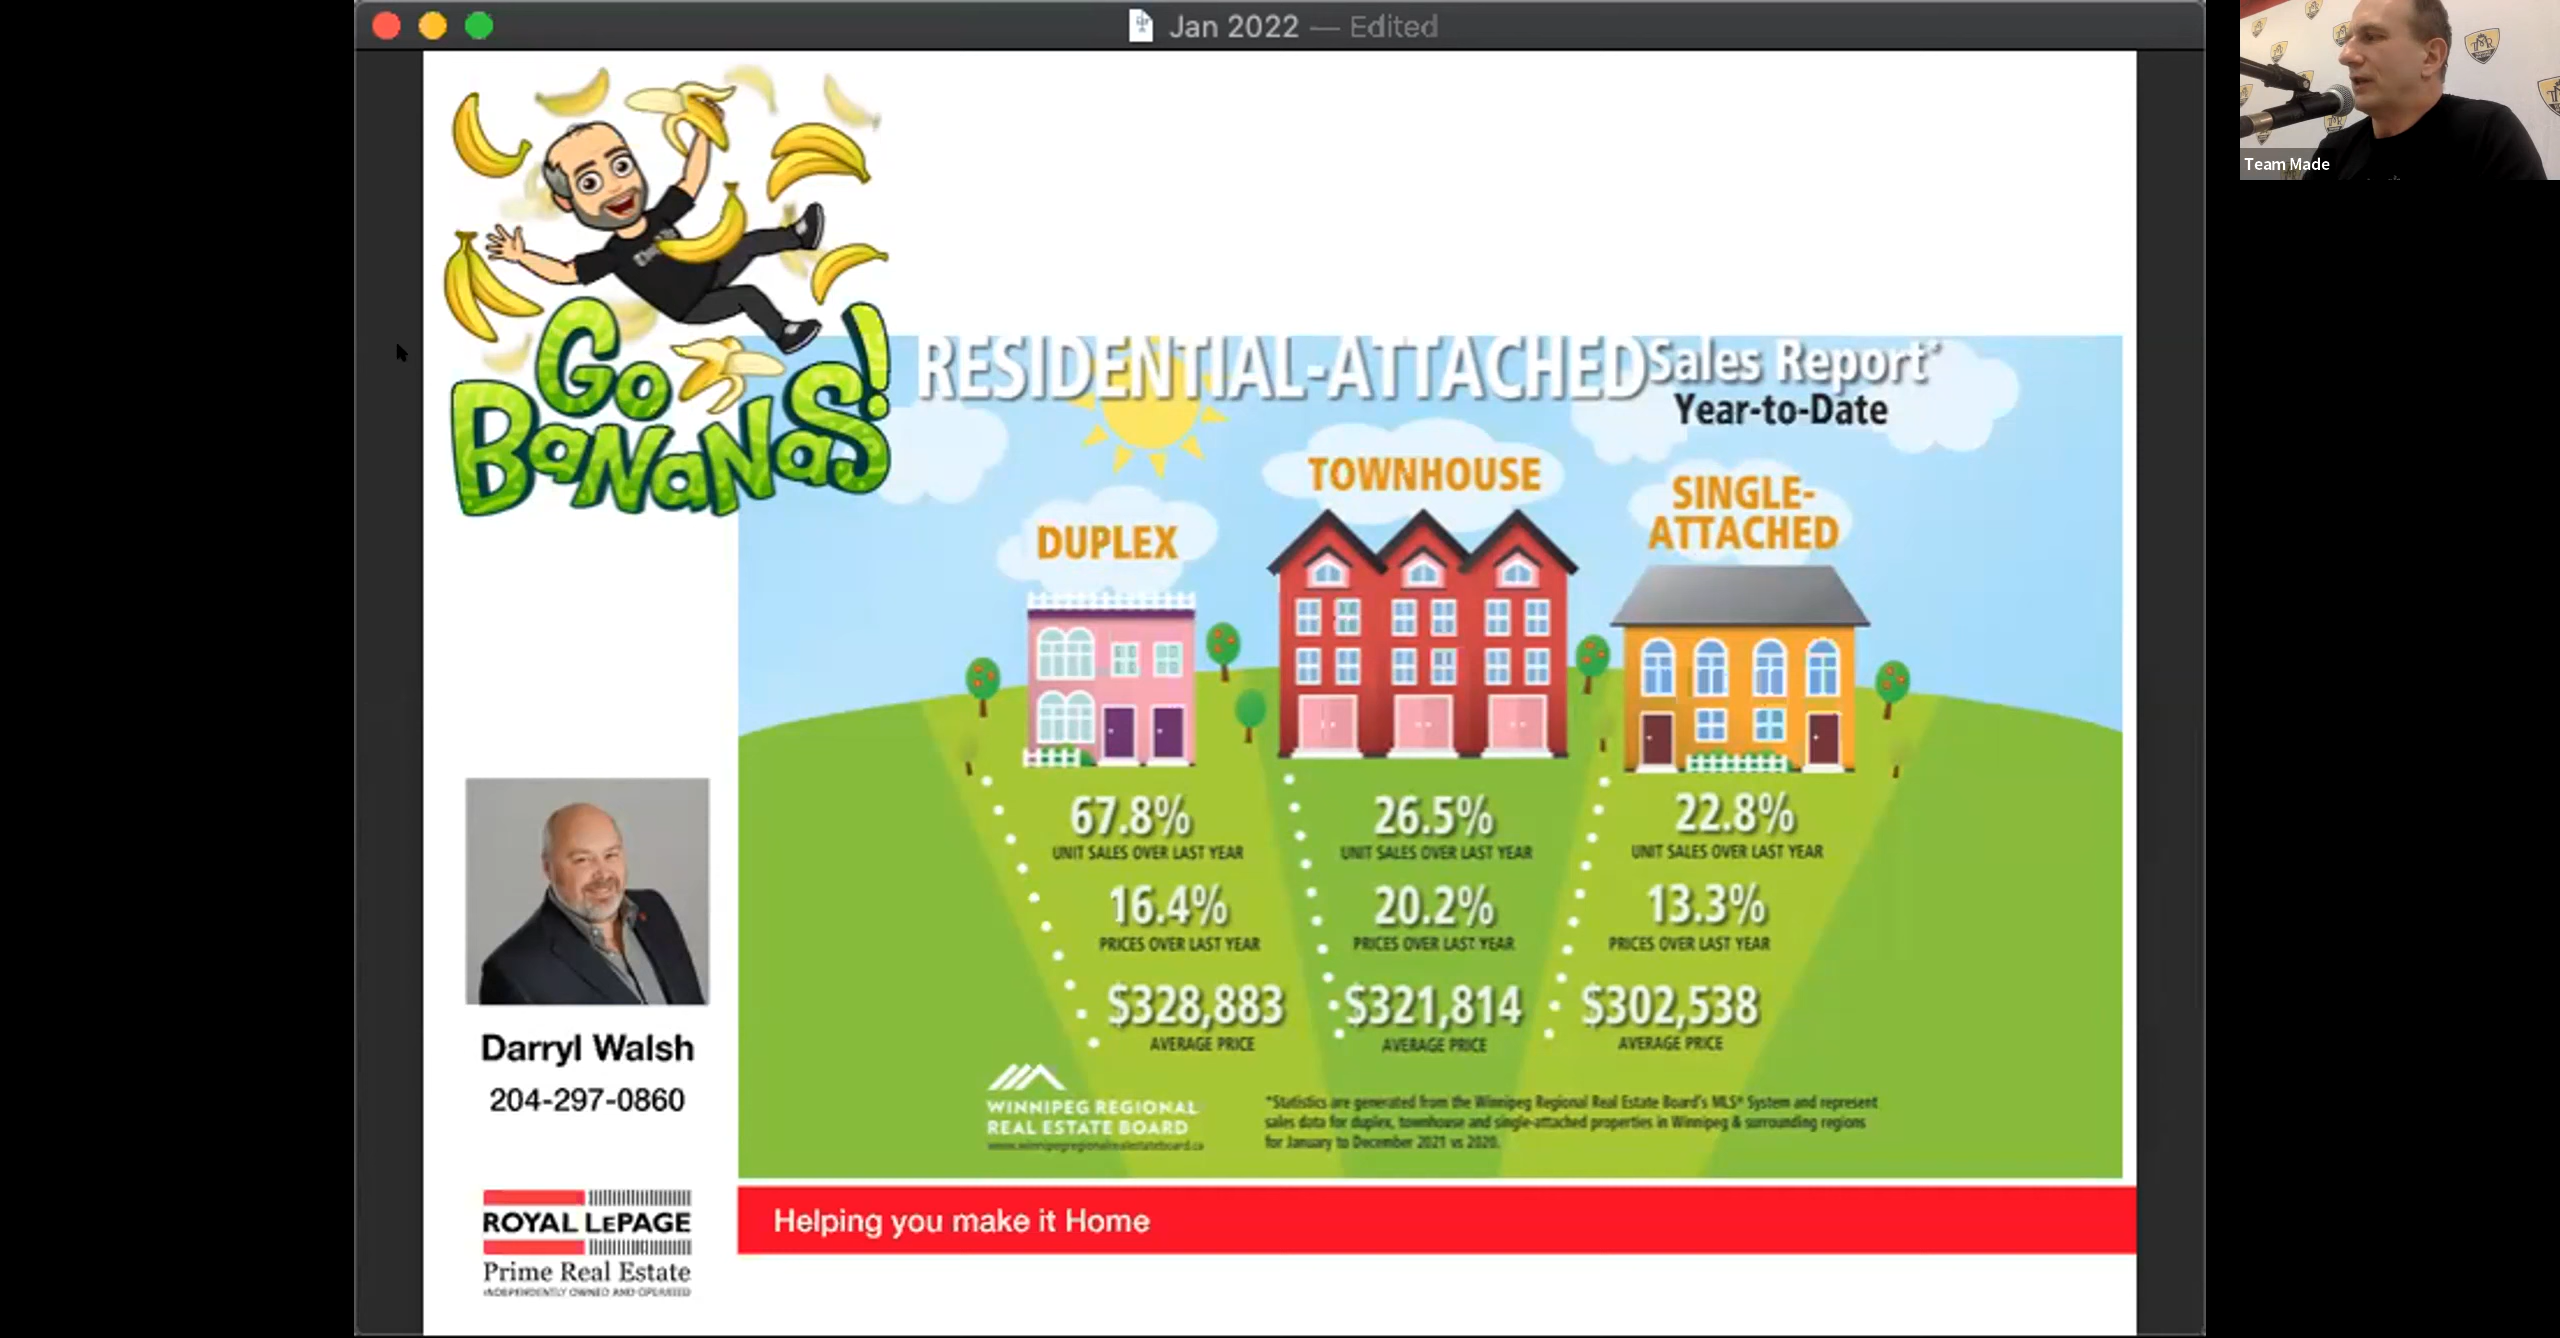 Jan 2022 — Edited
Team Made
Go
BaNaNaS!
RESIDENTIAL-ATTACHED Sales Report*
Year-to-Date
DUPLEX
TOWNHOUSE
SINGLE-
ATTACHED
67.8%
UNIT SALES OVER LAST YEAR
16.4%
PRICES OVER LAST YEAR
$328,883
AVERAGE PRICE
26.5%
UNIT SALES OVER LAST YEAR
20.2%
PRICES OVER LAST YEAR
$321,814
AVERAGE PRICE
22.8%
UNIT SALES OVER LAST YEAR
13.3%
PRICES OVER LAST YEAR
$302,538
AVERAGE PRICE
WINNIPEG REGIONAL
REAL ESTATE BOARD
www.winnipegregionalrealestateboard.ca
*Statistics are generated from the Winnipeg Regional Real Estate Board's MLS® System and represent
sales data for duplex, townhouse and single-attached properties in Winnipeg & surrounding regions
for January to December 2021 vs 2020.
Darryl Walsh
204-297-0860
ROYAL LEPAGE
Prime Real Estate
INDEPENDENTLY OWNED AND OPERATED
Helping you make it Home